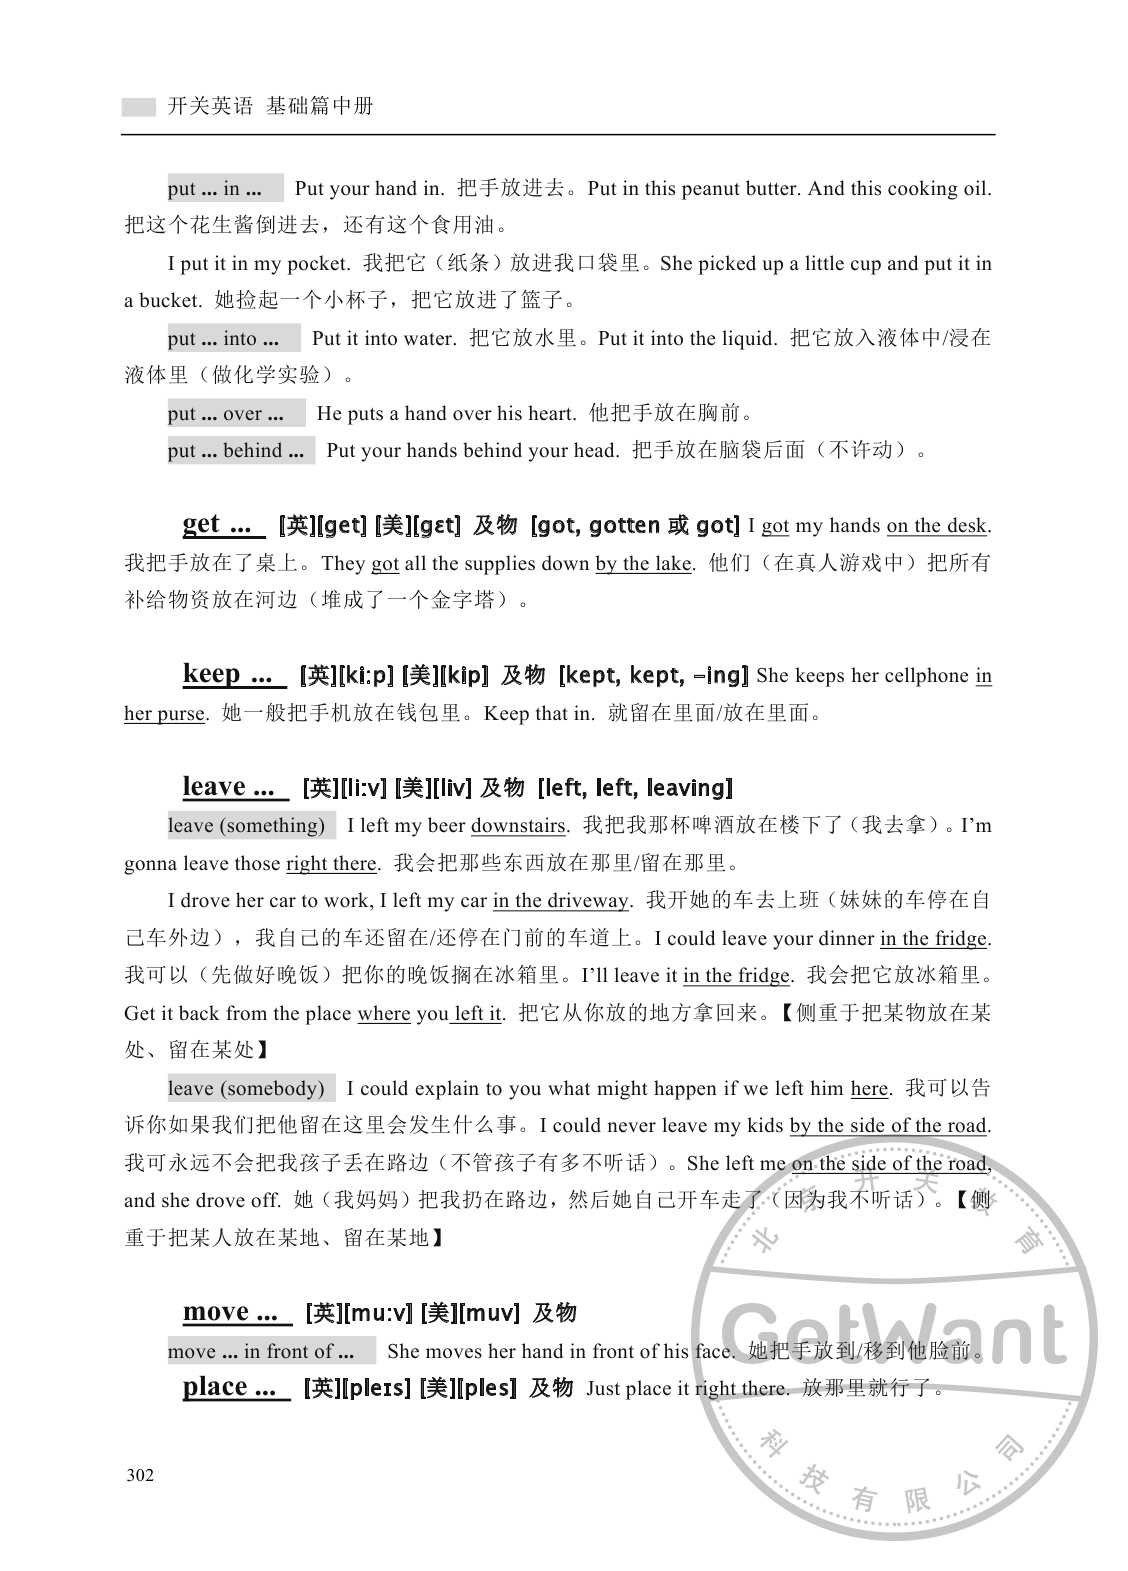 开关英语 基础篇中册
put ... in ... Put your hand in. 把手放进去。Put in this peanut butter. And this cooking oil.
把这个花生酱倒进去，还有这个食用油。
I put it in my pocket. 我把它（纸条）放进我口袋里。She picked up a little cup and put it in
a bucket. 她捡起一个小杯子，把它放进了篮子。
put ... into ... Put it into water. 把它放水里。Put it into the liquid. 把它放入液体中/浸在
液体里（做化学实验）。
put ... over ... He puts a hand over his heart. 他把手放在胸前。
put ... behind ... Put your hands behind your head. 把手放在脑袋后面（不许动）。
get ... [英][get] [美][gɛt] 及物 [got, gotten 或 got] I got my hands on the desk.
我把手放在了桌上。They got all the supplies down by the lake. 他们（在真人游戏中）把所有
补给物资放在河边（堆成了一个金字塔）。
keep ... [英][kiːp] [美][kip] 及物 [kept, kept, -ing] She keeps her cellphone in
her purse. 她一般把手机放在钱包里。Keep that in. 就留在里面/放在里面。
leave ... [英][liːv] [美][liv] 及物 [left, left, leaving]
leave (something) I left my beer downstairs. 我把我那杯啤酒放在楼下了（我去拿）。I’m
gonna leave those right there. 我会把那些东西放在那里/留在那里。
I drove her car to work, I left my car in the driveway. 我开她的车去上班（妹妹的车停在自
己车外边），我自己的车还留在/还停在门前的车道上。I could leave your dinner in the fridge.
我可以（先做好晚饭）把你的晚饭搁在冰箱里。I’ll leave it in the fridge. 我会把它放冰箱里。
Get it back from the place where you left it. 把它从你放的地方拿回来。【侧重于把某物放在某
处、留在某处】
leave (somebody) I could explain to you what might happen if we left him here. 我可以告
诉你如果我们把他留在这里会发生什么事。I could never leave my kids by the side of the road.
我可永远不会把我孩子丢在路边（不管孩子有多不听话）。She left me on the side of the road,
and she drove off. 她（我妈妈）把我扔在路边，然后她自己开车走了（因为我不听话）。【侧
重于把某人放在某地、留在某地】
move ... [英][muːv] [美][muv] 及物
move ... in front of ... She moves her hand in front of his face. 她把手放到/移到他脸前。
place ... [英][pleɪs] [美][ples] 及物 Just place it right there. 放那里就行了。
302
北京开关教育
GetWant
科技有限公司